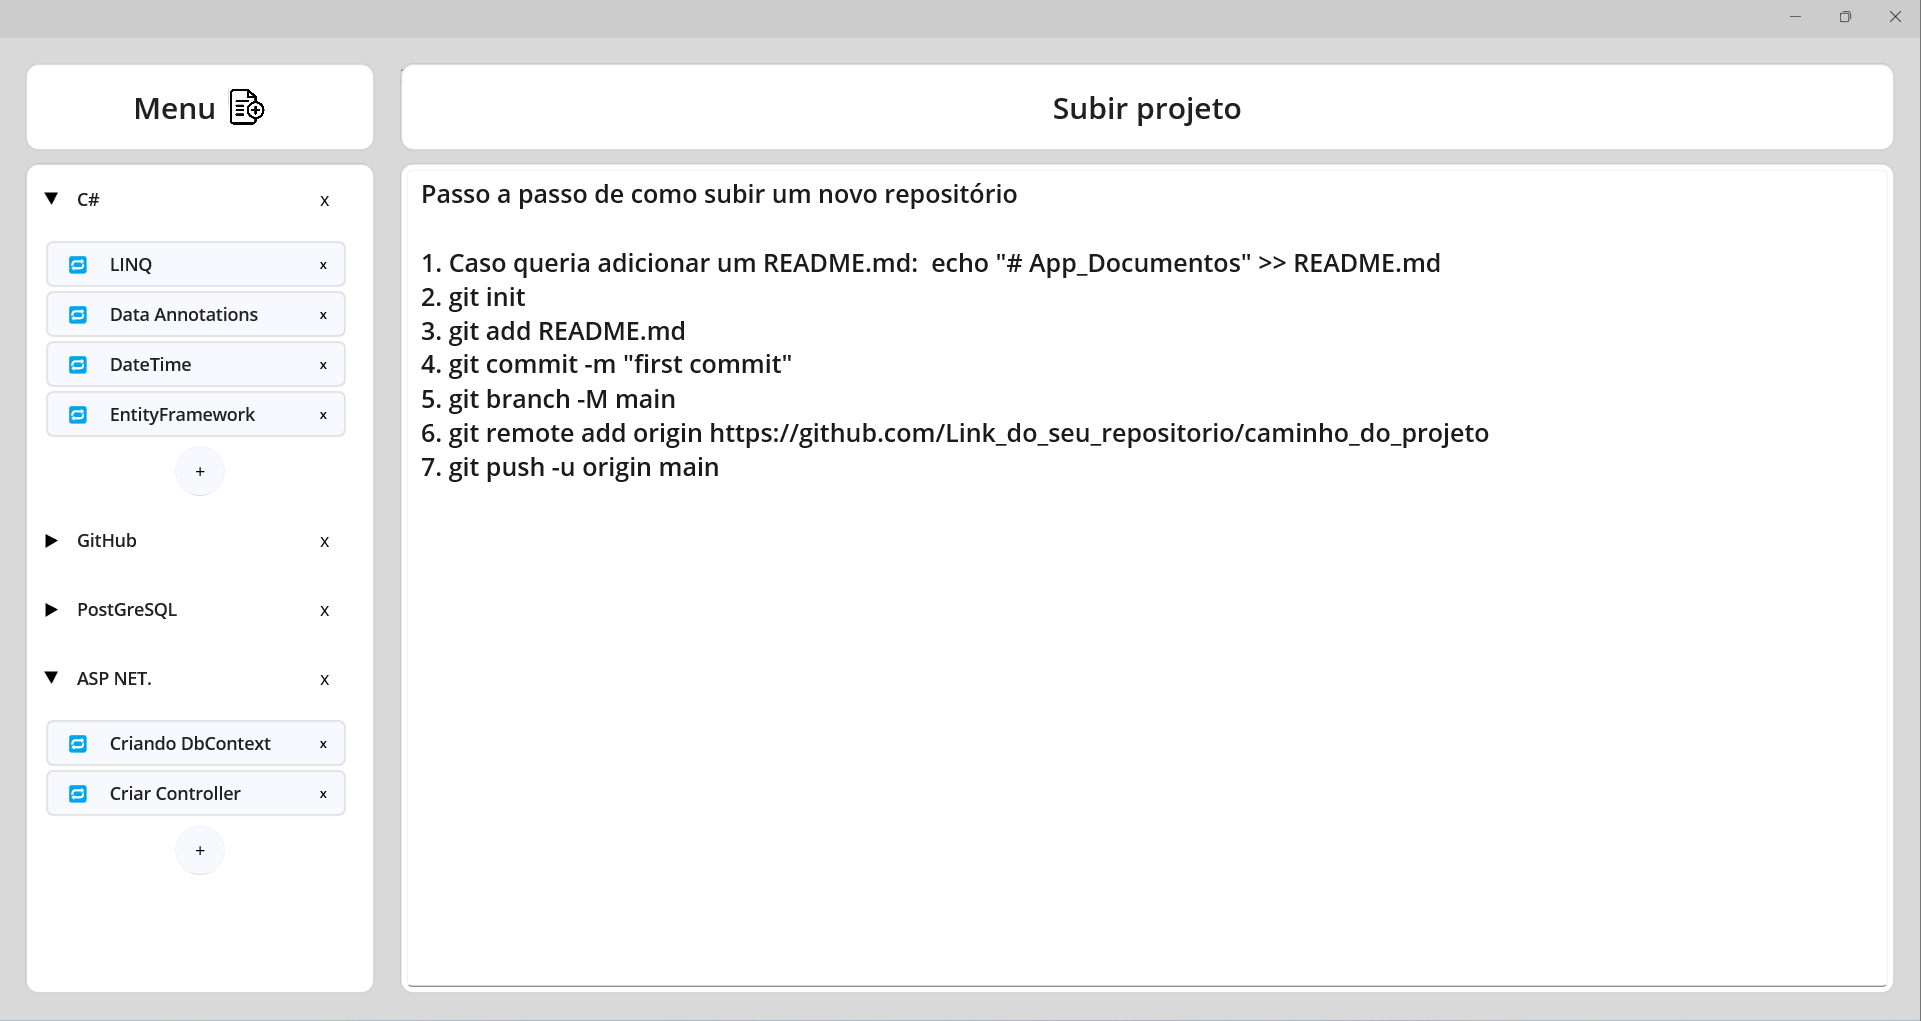 Menu
Subir projeto
C# x
LINQ x
Data Annotations x
DateTime x
EntityFramework x
+
GitHub x
PostGreSQL x
ASP NET. x
Criando DbContext x
Criar Controller x
+
Passo a passo de como subir um novo repositório
1. Caso queria adicionar um README.md:  echo "# App_Documentos" >> README.md
2. git init
3. git add README.md
4. git commit -m "first commit"
5. git branch -M main
6. git remote add origin https://github.com/Link_do_seu_repositorio/caminho_do_projeto
7. git push -u origin main